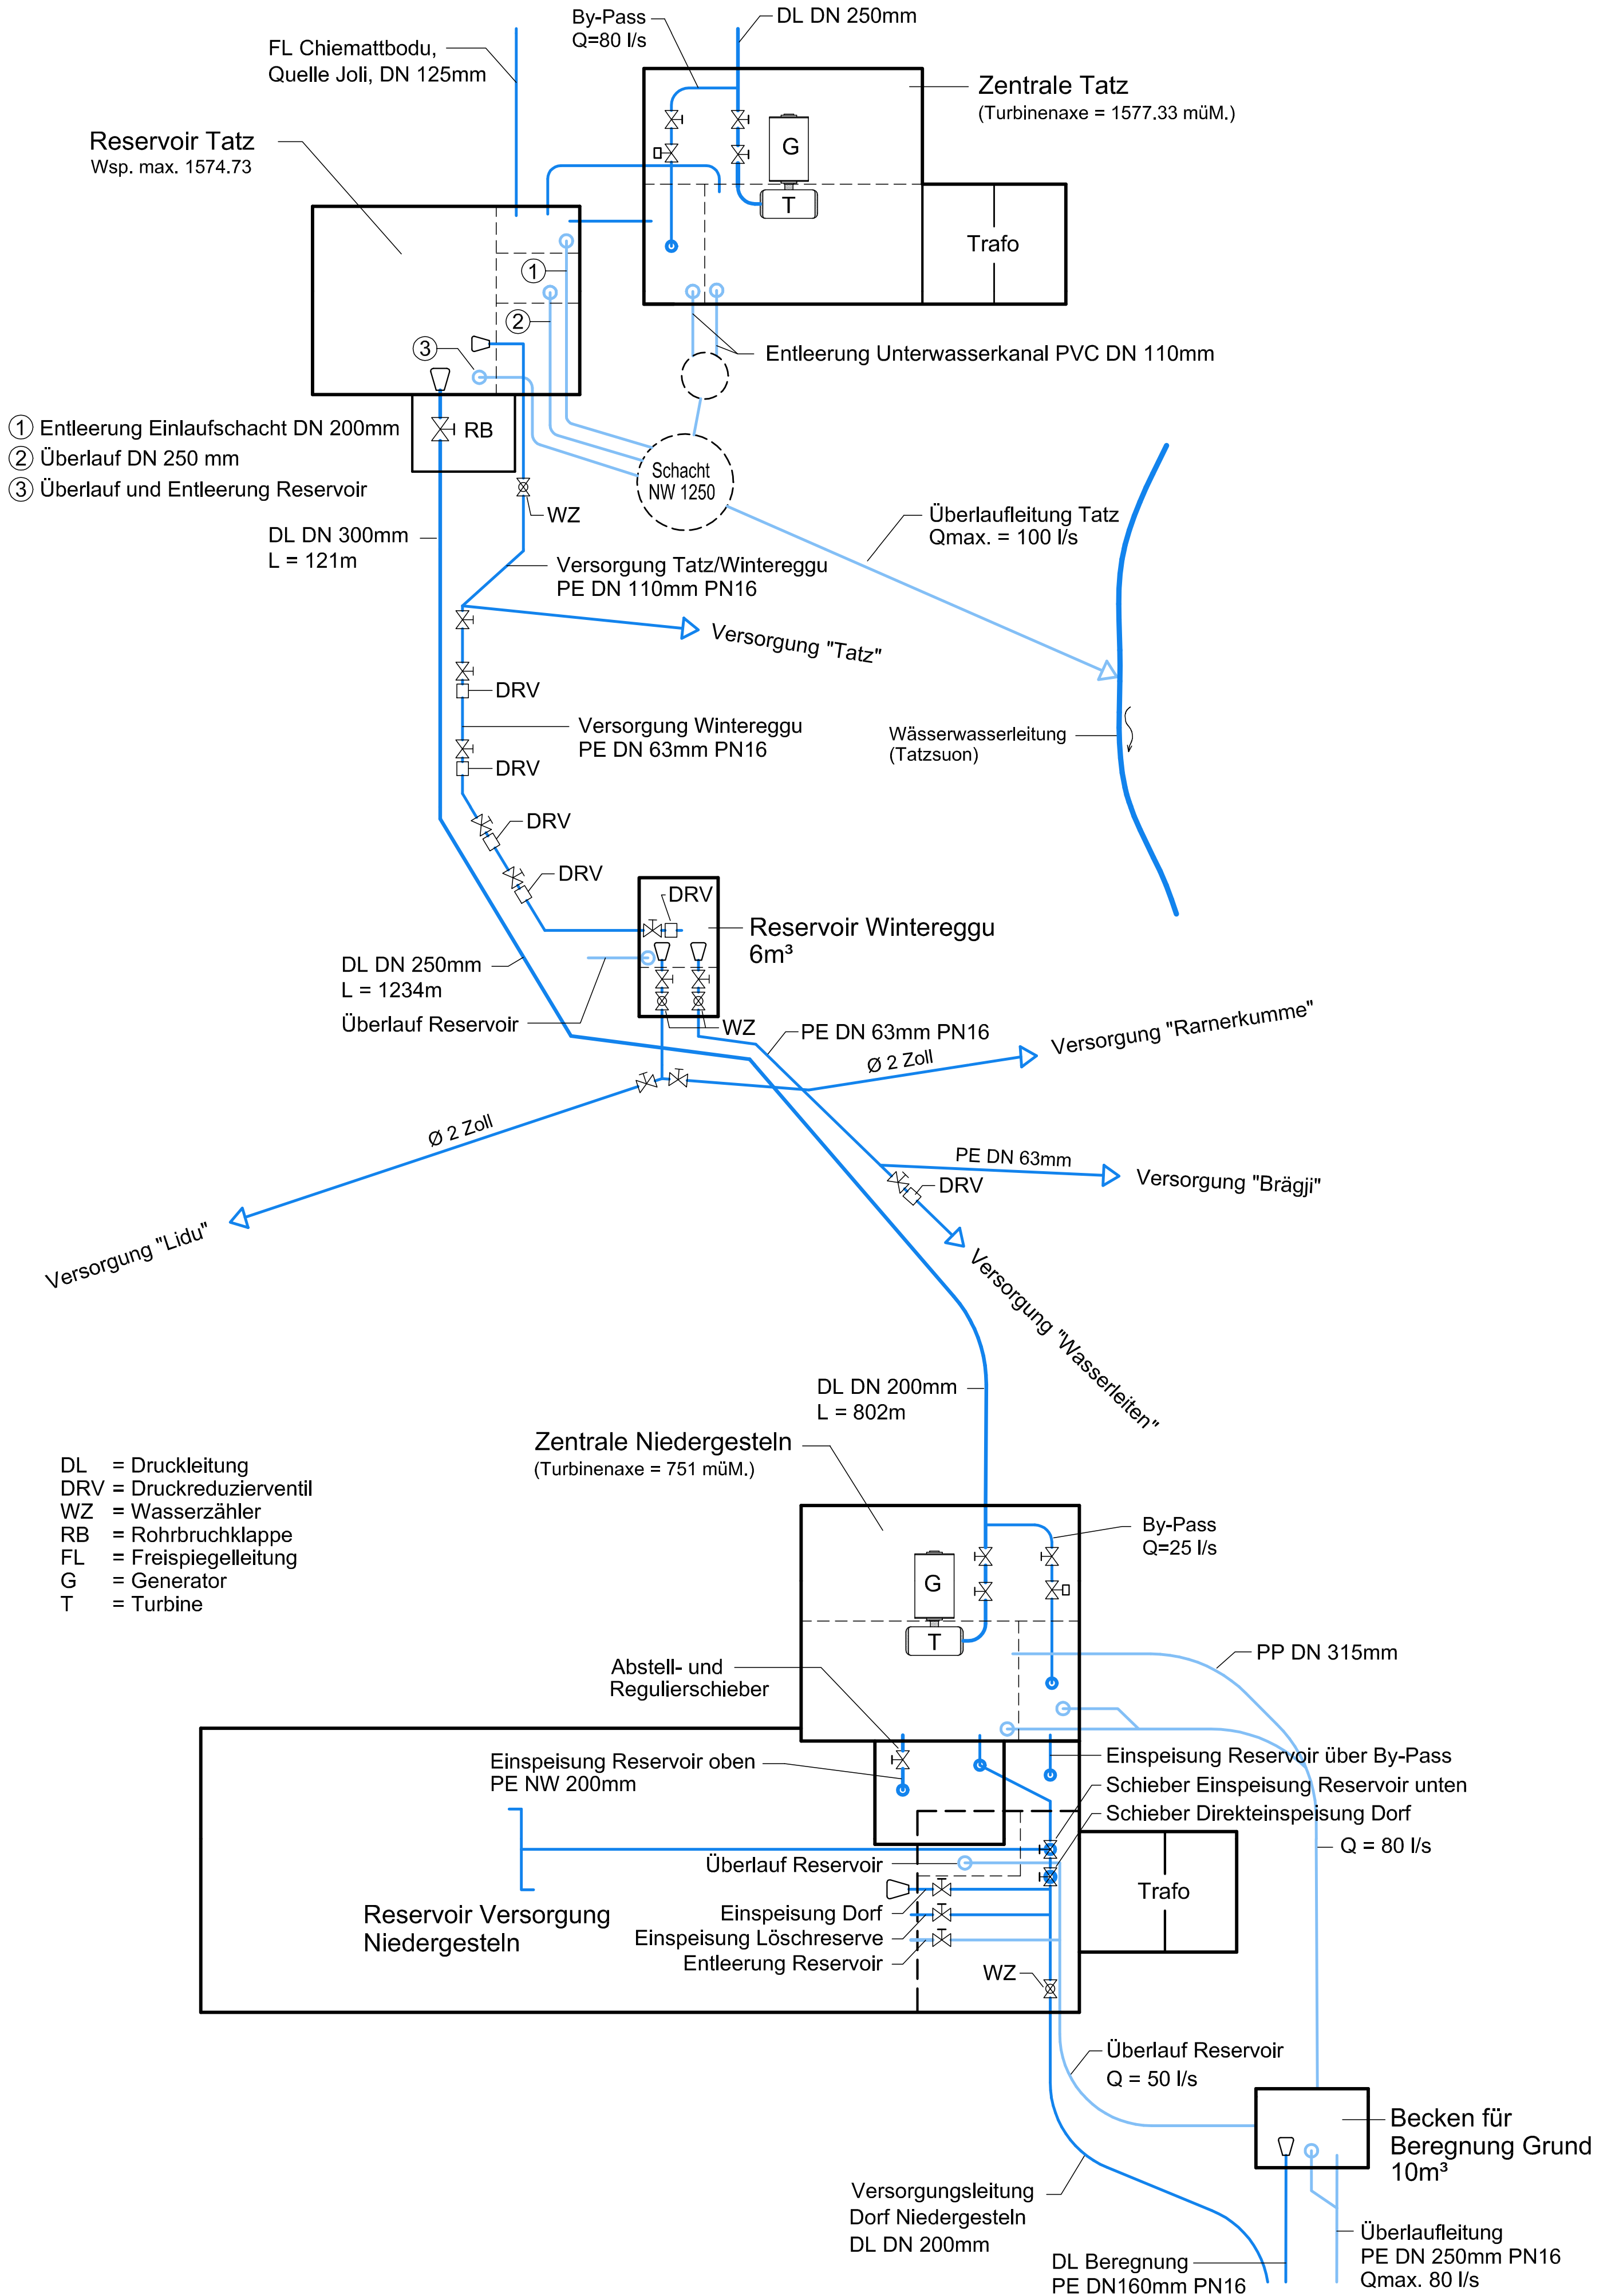 By-Pass
Q=80 l/s
DL DN 250mm
FL Chiemattbodu,
Quelle Joli, DN 125mm
Zentrale Tatz
(Turbinenaxe = 1577.33 müM.)
Reservoir Tatz
Wsp. max. 1574.73
G
T
Trafo
1
2
3
Entleerung Unterwasserkanal PVC DN 110mm
1 Entleerung Einlaufschacht DN 200mm
2 Überlauf DN 250 mm
3 Überlauf und Entleerung Reservoir
RB
Schacht
NW 1250
WZ
DL DN 300mm
L = 121m
Überlaufleitung Tatz
Qmax. = 100 l/s
Versorgung Tatz/Wintereggu
PE DN 110mm PN16
Versorgung "Tatz"
DRV
Versorgung Wintereggu
PE DN 63mm PN16
Wässerwasserleitung
(Tatzsuon)
DRV
DRV
DRV
DRV
Reservoir Wintereggu
6m³
DL DN 250mm
L = 1234m
Überlauf Reservoir
WZ
PE DN 63mm PN16
Ø 2 Zoll
Versorgung "Rarnerkumme"
Ø 2 Zoll
Versorgung "Lidu"
PE DN 63mm
Versorgung "Brägji"
DRV
Versorgung "Wasserleiten"
DL DN 200mm
L = 802m
Zentrale Niedergesteln
(Turbinenaxe = 751 müM.)
DL = Druckleitung
DRV = Druckreduzierventil
WZ = Wasserzähler
RB = Rohrbruchklappe
FL = Freispiegelleitung
G = Generator
T = Turbine
By-Pass
Q=25 l/s
G
T
PP DN 315mm
Abstell- und
Regulierschieber
Einspeisung Reservoir oben
PE NW 200mm
Einspeisung Reservoir über By-Pass
Schieber Einspeisung Reservoir unten
Schieber Direkteinspeisung Dorf
Q = 80 l/s
Überlauf Reservoir
Trafo
Reservoir Versorgung
Niedergesteln
Einspeisung Dorf
Einspeisung Löschreserve
Entleerung Reservoir
WZ
Überlauf Reservoir
Q = 50 l/s
Becken für
Beregnung Grund
10m³
Versorgungsleitung
Dorf Niedergesteln
DL DN 200mm
DL Beregnung
PE DN160mm PN16
Überlaufleitung
PE DN 250mm PN16
Qmax. 80 l/s